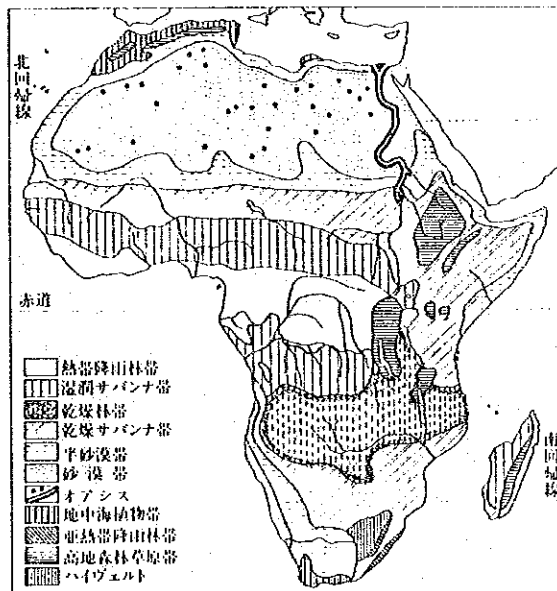 北回帰線
赤道
南回帰線
熱帯降雨林帯
湿潤サバンナ帯
乾燥林帯
乾燥サバンナ帯
半砂漠帯
砂漠帯
オアシス
地中海植物帯
亜熱帯降雨林帯
高地森林草原帯
ハイヴェルト